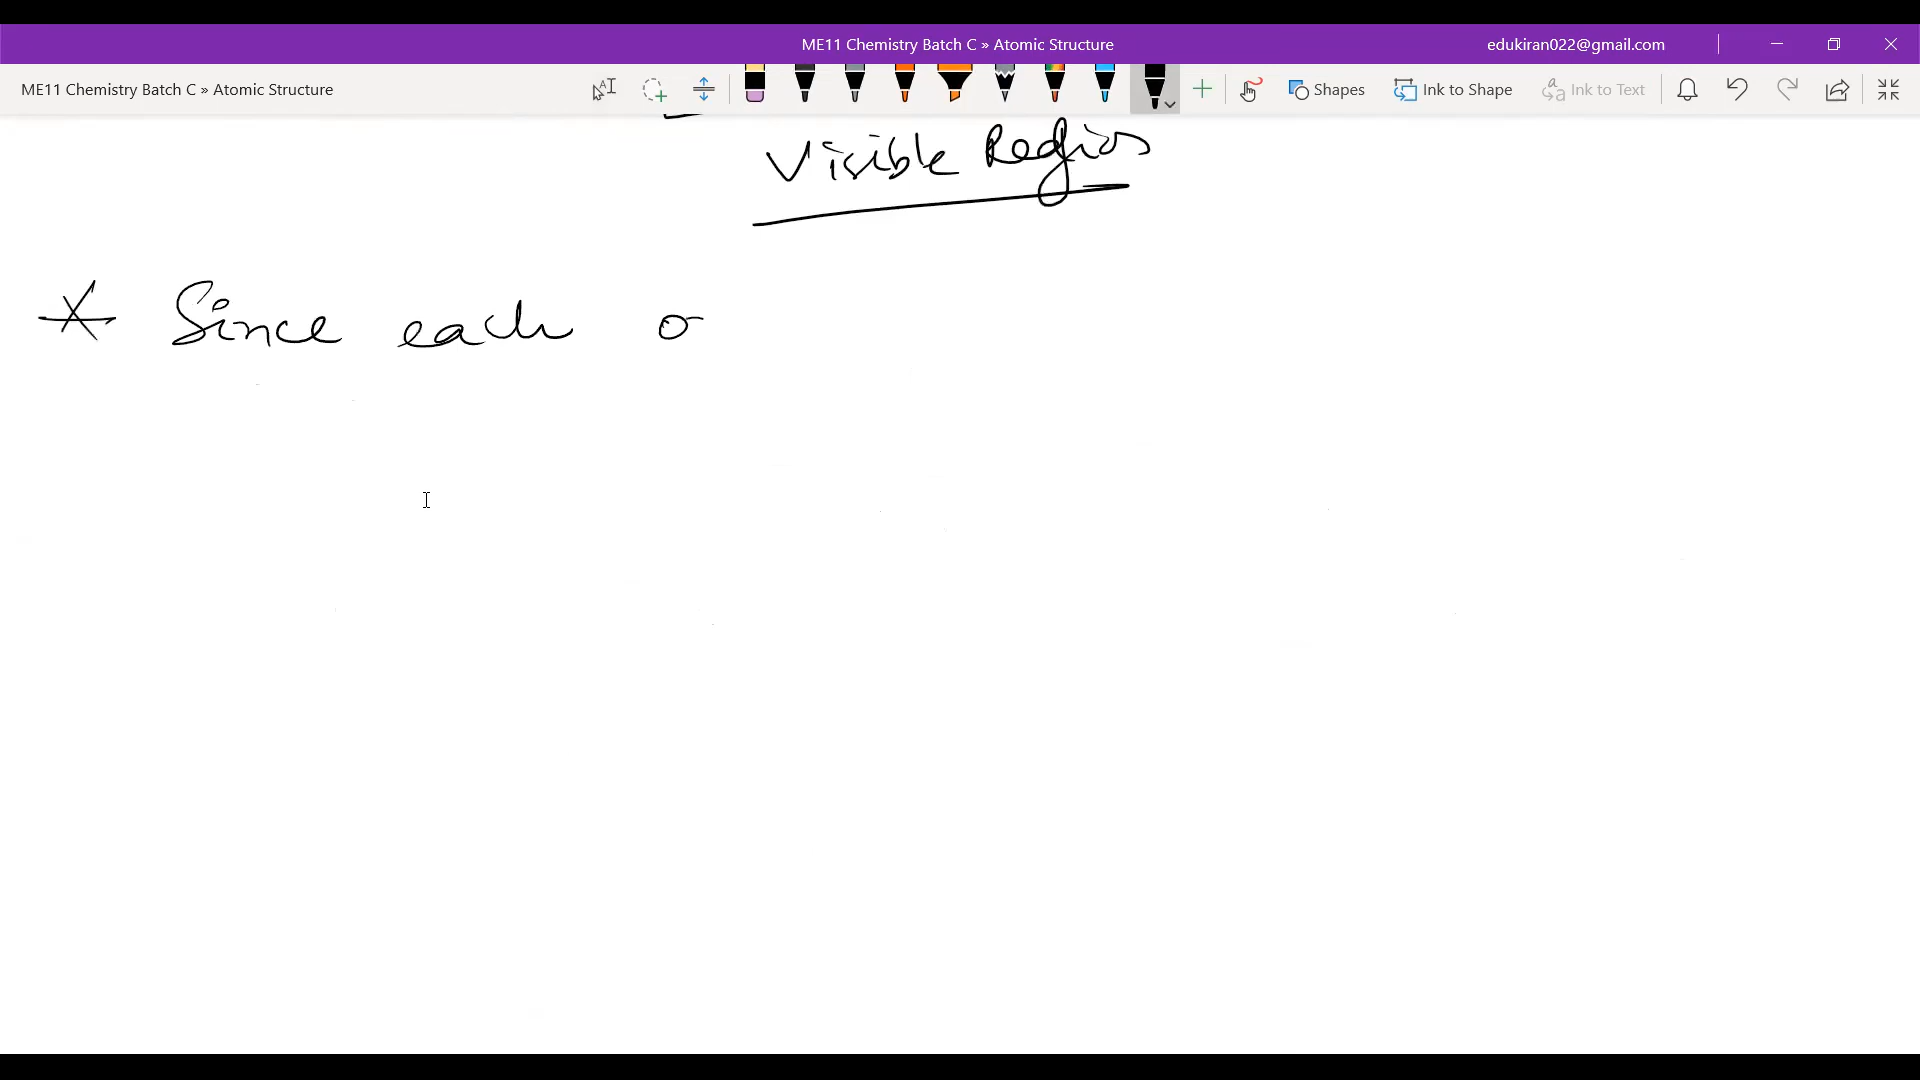 ME11 Chemistry Batch C » Atomic Structure
edukiran022@gmail.com
ME11 Chemistry Batch C » Atomic Structure
Shapes
Ink to Shape
Ink to Text
Visible Region
* Since each o